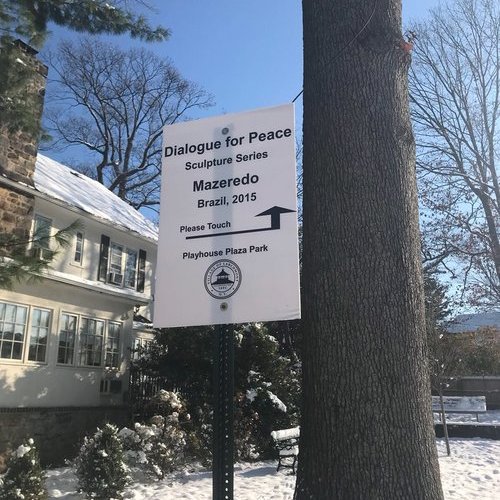 Dialogue for Peace
Sculpture Series
Mazeredo
Brazil, 2015
Please Touch
Playhouse Plaza Park